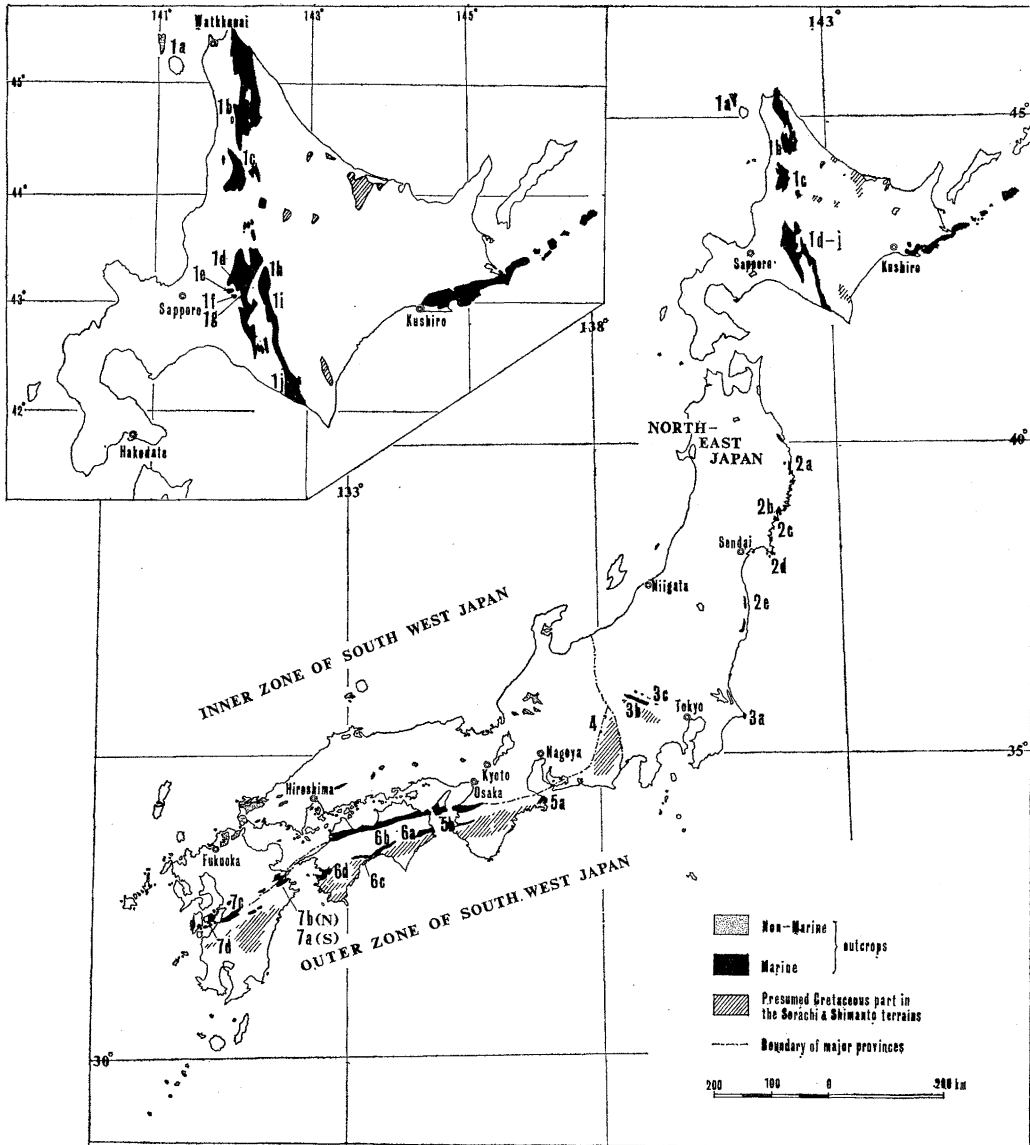 141°
143°
145°
Watkkanai
1a
45°
1b
1c
44°
1d
1e
1h
43°
1f
1i
Sapporo
1g
Kushiro
1j
42°
Hakodate
143°
1a
45°
1b
1c
1d-j
Sapporo
Kushiro
138°
133°
NORTH-
EAST
JAPAN
40°
2a
2b
2c
Sendai
2d
Niigata
2e
INNER ZONE OF SOUTH WEST JAPAN
3c
3b
Tokyo
3a
4
Nagoya
35°
Kyoto
Osaka
Hiroshima
5a
5b
6a
6b
Fukuoka
6d
6c
7c
7b(N)
7a(S)
7d
OUTER ZONE OF SOUTH WEST JAPAN
Non-Marine
outcrops
Marine
Presumed Cretaceous part in
the Sorachi & Shimanto terrains
Boundary of major provinces
30°
200 100 0 200 km